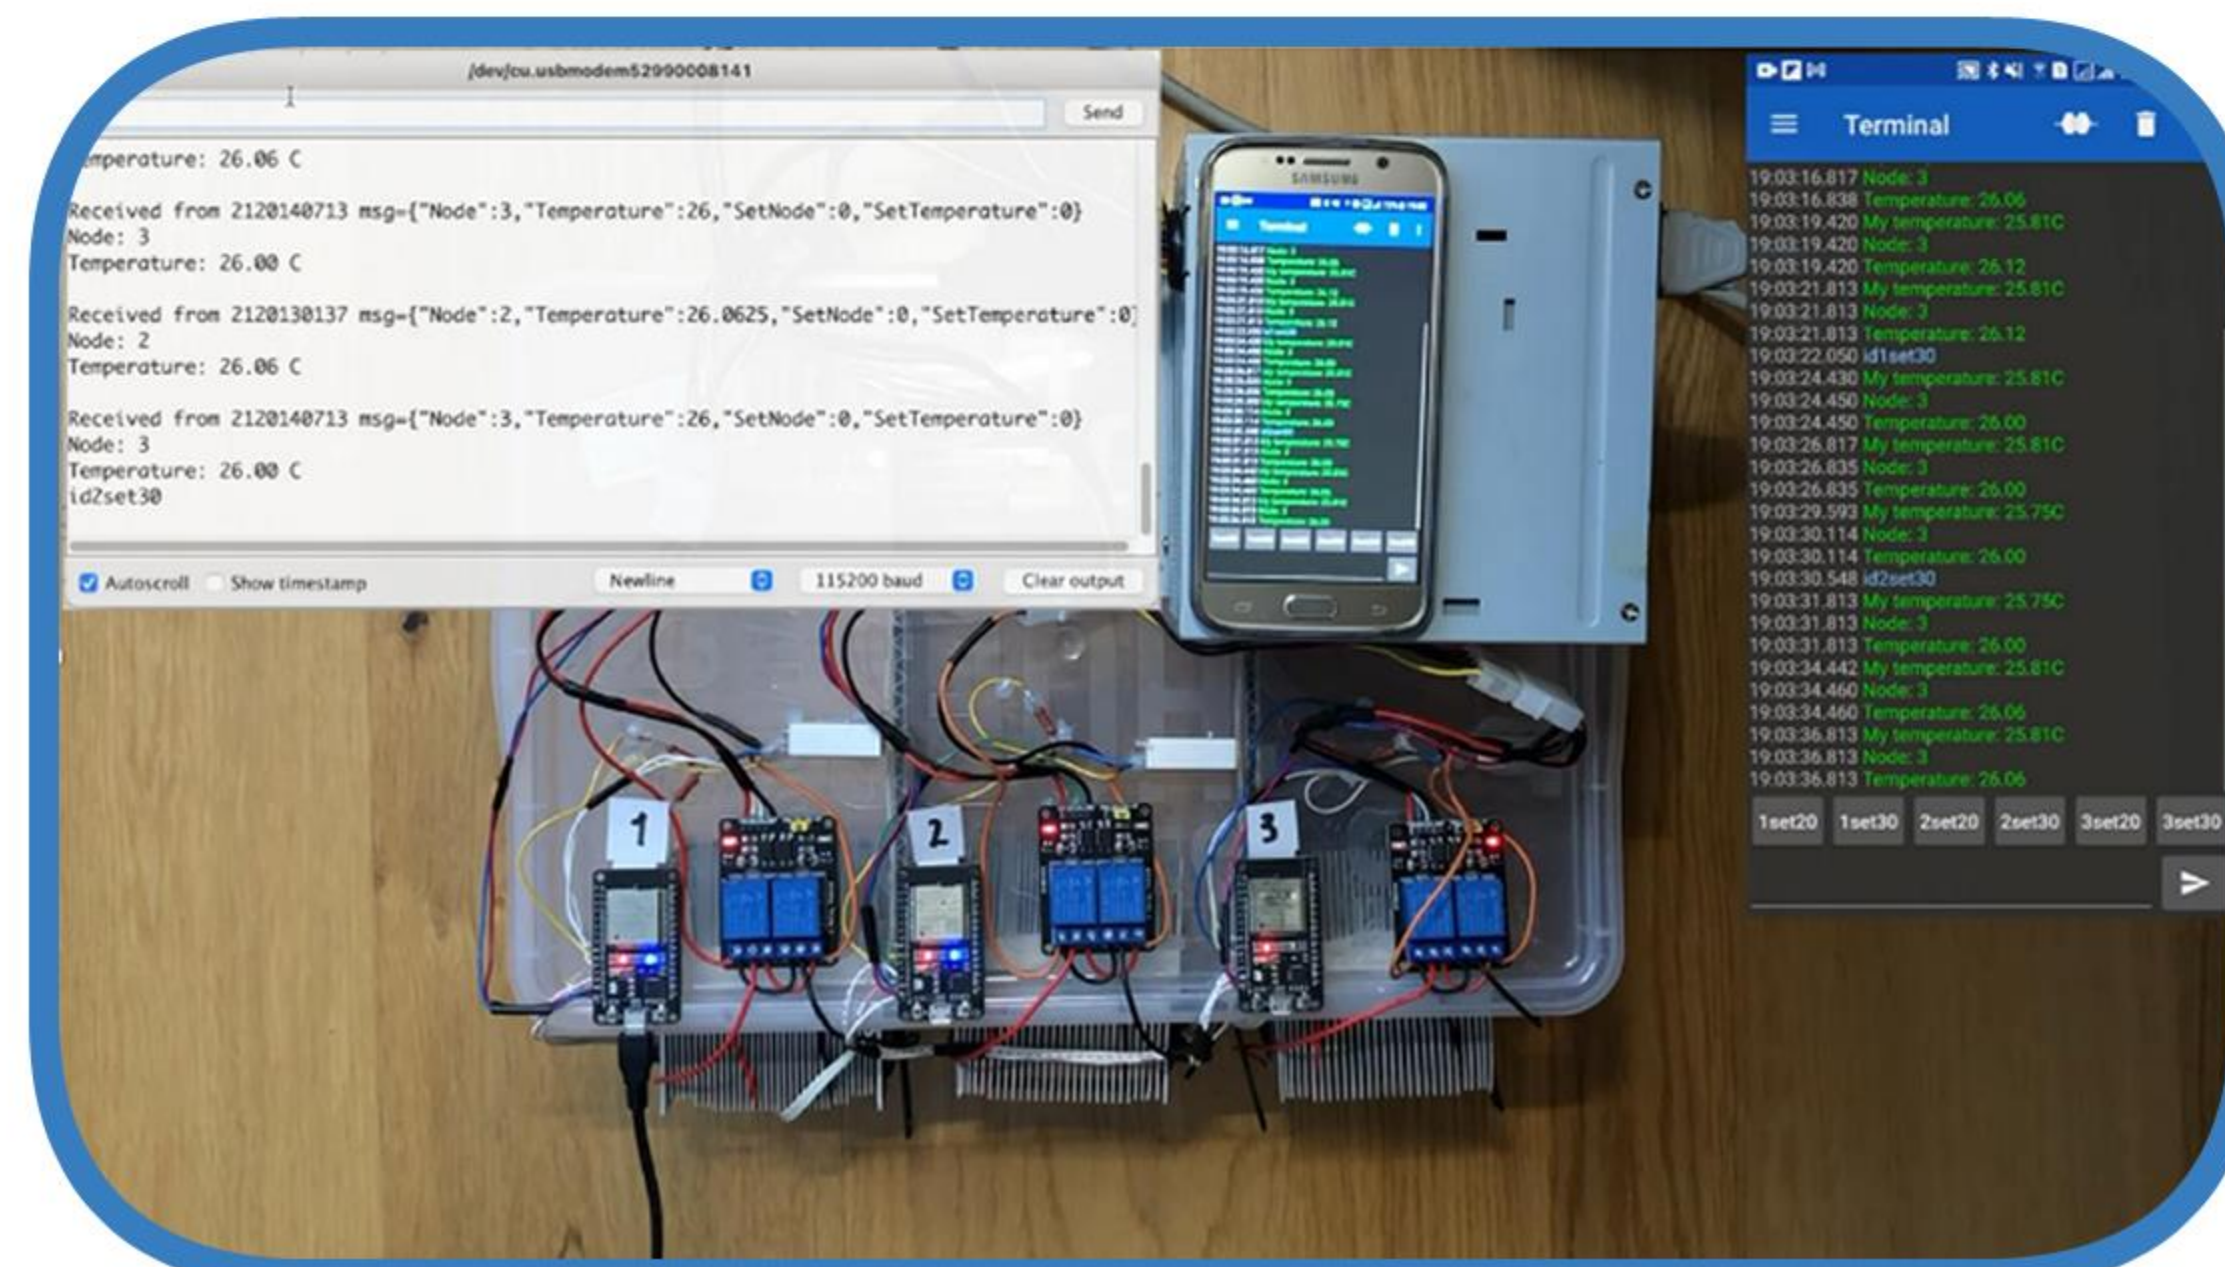 /dev/cu.usbmodem52990008141
Send
emperature: 26.06 C
Received from 2120140713 msg={"Node":3,"Temperature":26,"SetNode":0,"SetTemperature":0}
Node: 3
Temperature: 26.00 C
Received from 2120130137 msg={"Node":2,"Temperature":26.0625,"SetNode":0,"SetTemperature":0
Node: 2
Temperature: 26.06 C
Received from 2120140713 msg={"Node":3,"Temperature":26,"SetNode":0,"SetTemperature":0}
Node: 3
Temperature: 26.00 C
id2set30
Autoscroll Show timestamp Newline 115200 baud Clear output
SAMSUNG
Terminal
1
2
3
Terminal
19:03:16.817 Node: 3
19:03:16.838 Temperature: 26.06
19:03:19.420 My temperature: 25.81C
19:03:19.420 Node: 3
19:03:19.420 Temperature: 26.12
19:03:21.813 My temperature: 25.81C
19:03:21.813 Node: 3
19:03:21.813 Temperature: 26.12
19:03:22.050 id1set30
19:03:24.430 My temperature: 25.81C
19:03:24.450 Node: 3
19:03:24.450 Temperature: 26.00
19:03:26.817 My temperature: 25.81C
19:03:26.835 Node: 3
19:03:26.835 Temperature: 26.00
19:03:29.593 My temperature: 25.75C
19:03:30.114 Node: 3
19:03:30.114 Temperature: 26.00
19:03:30.548 id2set30
19:03:31.813 My temperature: 25.75C
19:03:31.813 Node: 3
19:03:31.813 Temperature: 26.00
19:03:34.442 My temperature: 25.81C
19:03:34.460 Node: 3
19:03:34.460 Temperature: 26.06
19:03:36.813 My temperature: 25.81C
19:03:36.813 Node: 3
19:03:36.813 Temperature: 26.06
1set20 1set30 2set20 2set30 3set20 3set30